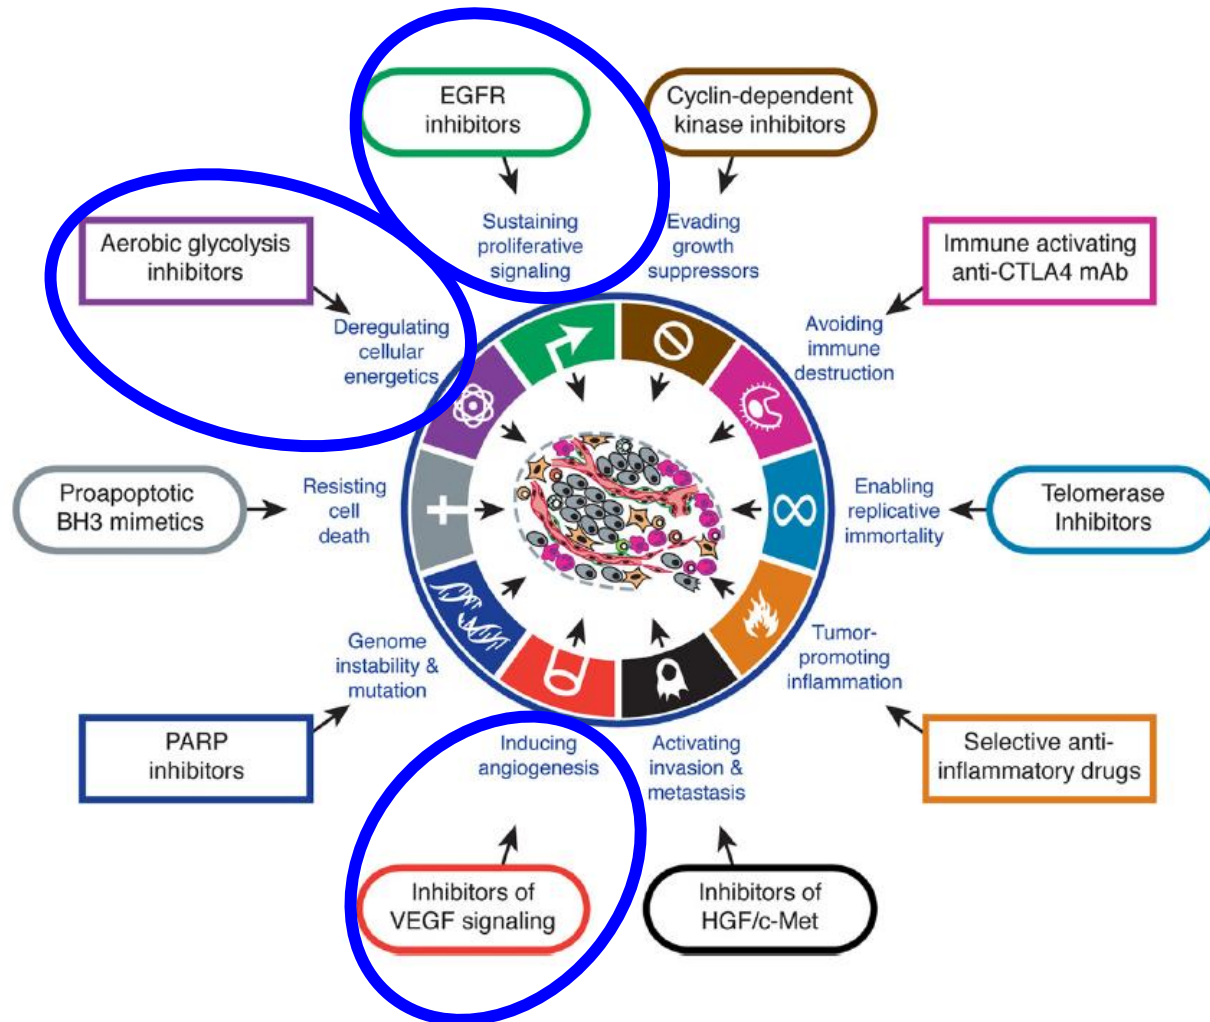 EGFR
inhibitors
Cyclin-dependent
kinase inhibitors
Sustaining
proliferative
signaling
Evading
growth
suppressors
Aerobic glycolysis
inhibitors
Immune activating
anti-CTLA4 mAb
Deregulating
cellular
energetics
Avoiding
immune
destruction
Proapoptotic
BH3 mimetics
Resisting
cell
death
Enabling
replicative
immortality
Telomerase
Inhibitors
Genome
instability &
mutation
Tumor-
promoting
inflammation
PARP
inhibitors
Inducing
angiogenesis
Activating
invasion &
metastasis
Selective anti-
inflammatory drugs
Inhibitors of
VEGF signaling
Inhibitors of
HGF/c-Met